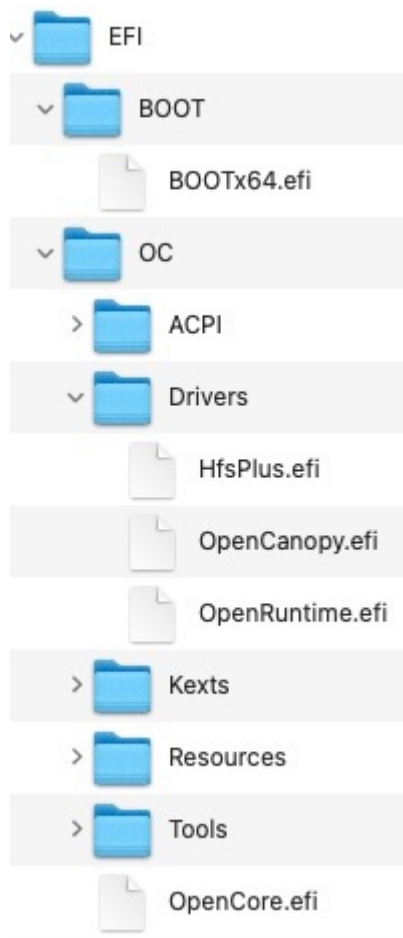 EFI
BOOT
BOOTx64.efi
OC
ACPI
Drivers
HfsPlus.efi
OpenCanopy.efi
OpenRuntime.efi
Kexts
Resources
Tools
OpenCore.efi